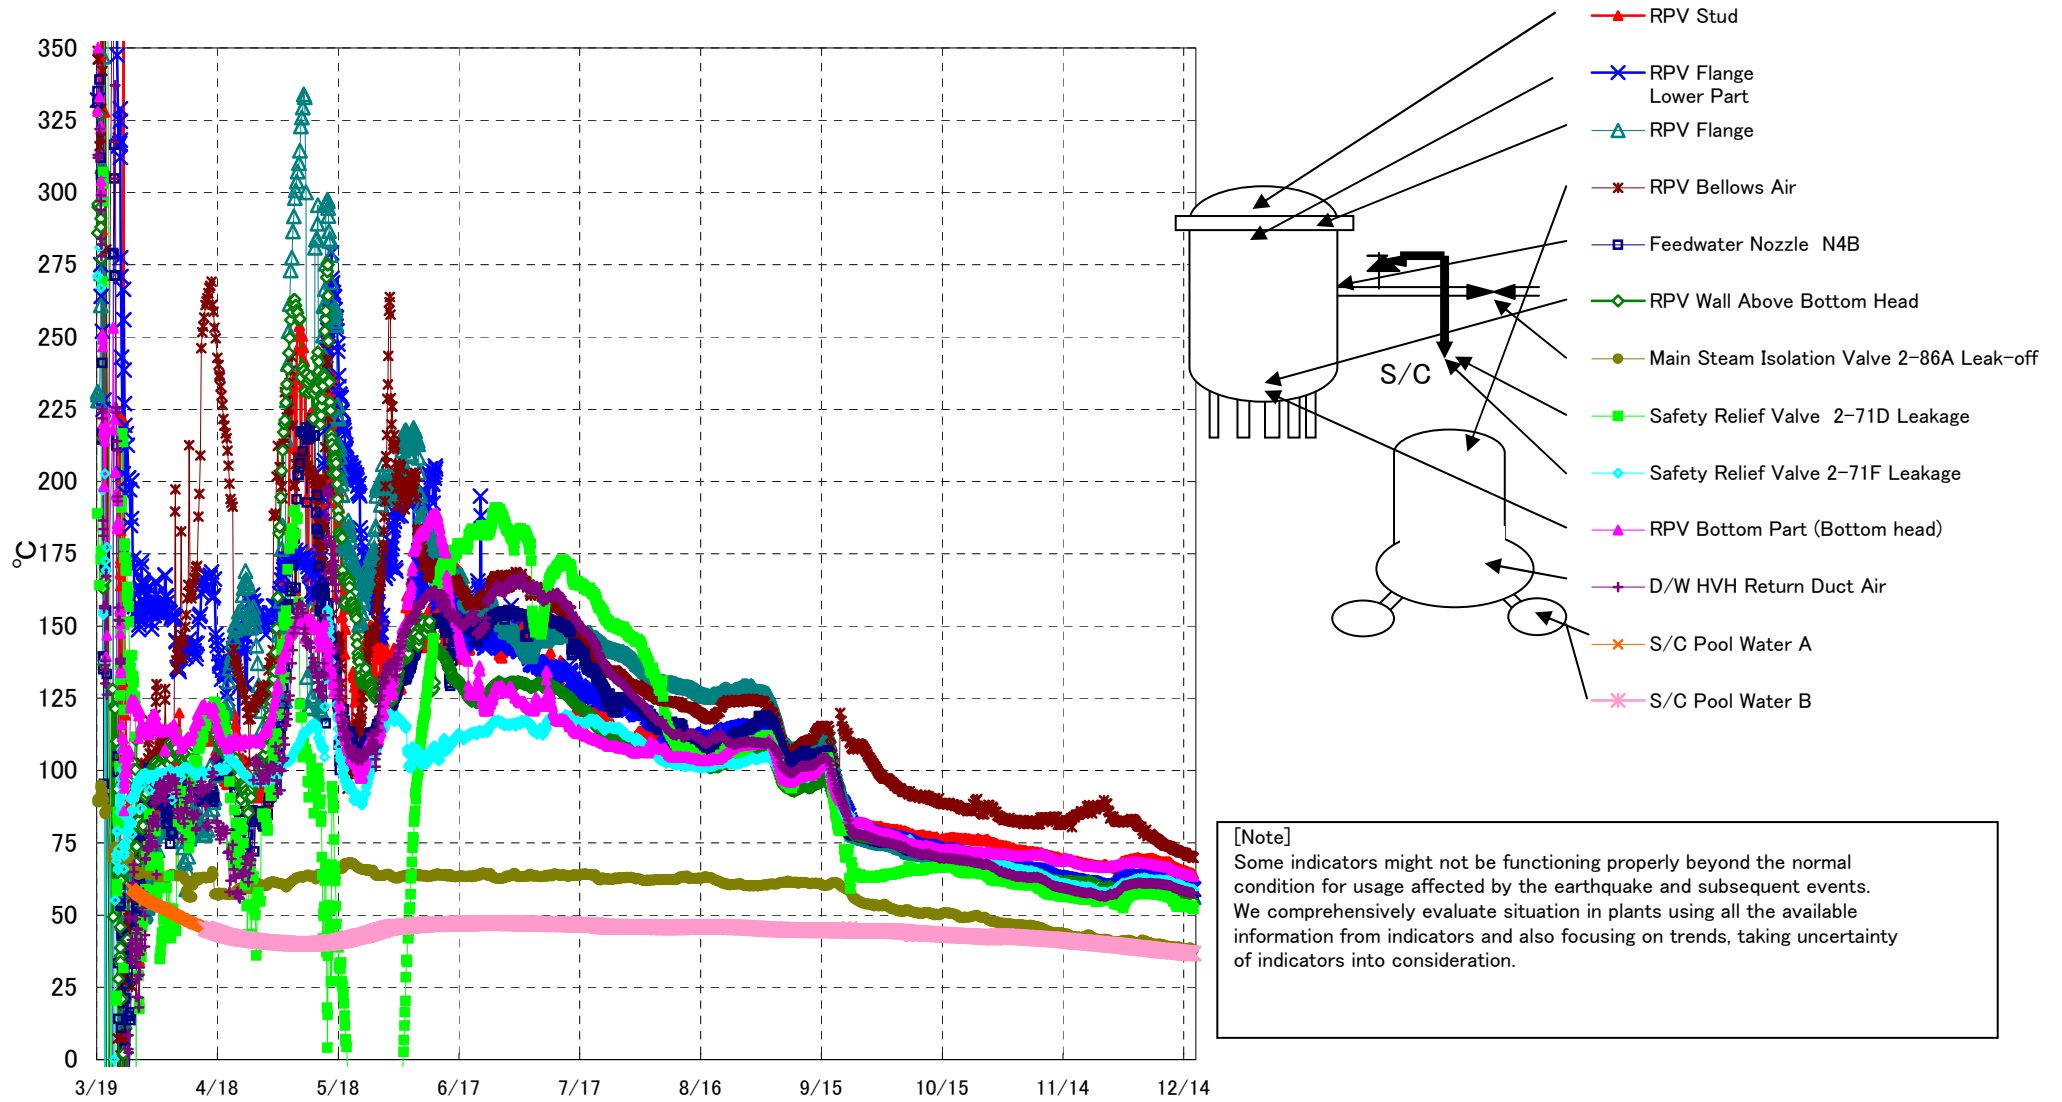 350
325
300
275
250
225
200
175
150
125
100
75
50
25
0
℃
3/19
4/18
5/18
6/17
7/17
8/16
9/15
10/15
11/14
12/14
RPV Stud
RPV Flange
Lower Part
RPV Flange
RPV Bellows Air
Feedwater Nozzle N4B
RPV Wall Above Bottom Head
Main Steam Isolation Valve 2-86A Leak-off
Safety Relief Valve 2-71D Leakage
Safety Relief Valve 2-71F Leakage
RPV Bottom Part (Bottom head)
D/W HVH Return Duct Air
S/C Pool Water A
S/C Pool Water B
S/C
[Note]
Some indicators might not be functioning properly beyond the normal
condition for usage affected by the earthquake and subsequent events.
We comprehensively evaluate situation in plants using all the available
information from indicators and also focusing on trends, taking uncertainty
of indicators into consideration.